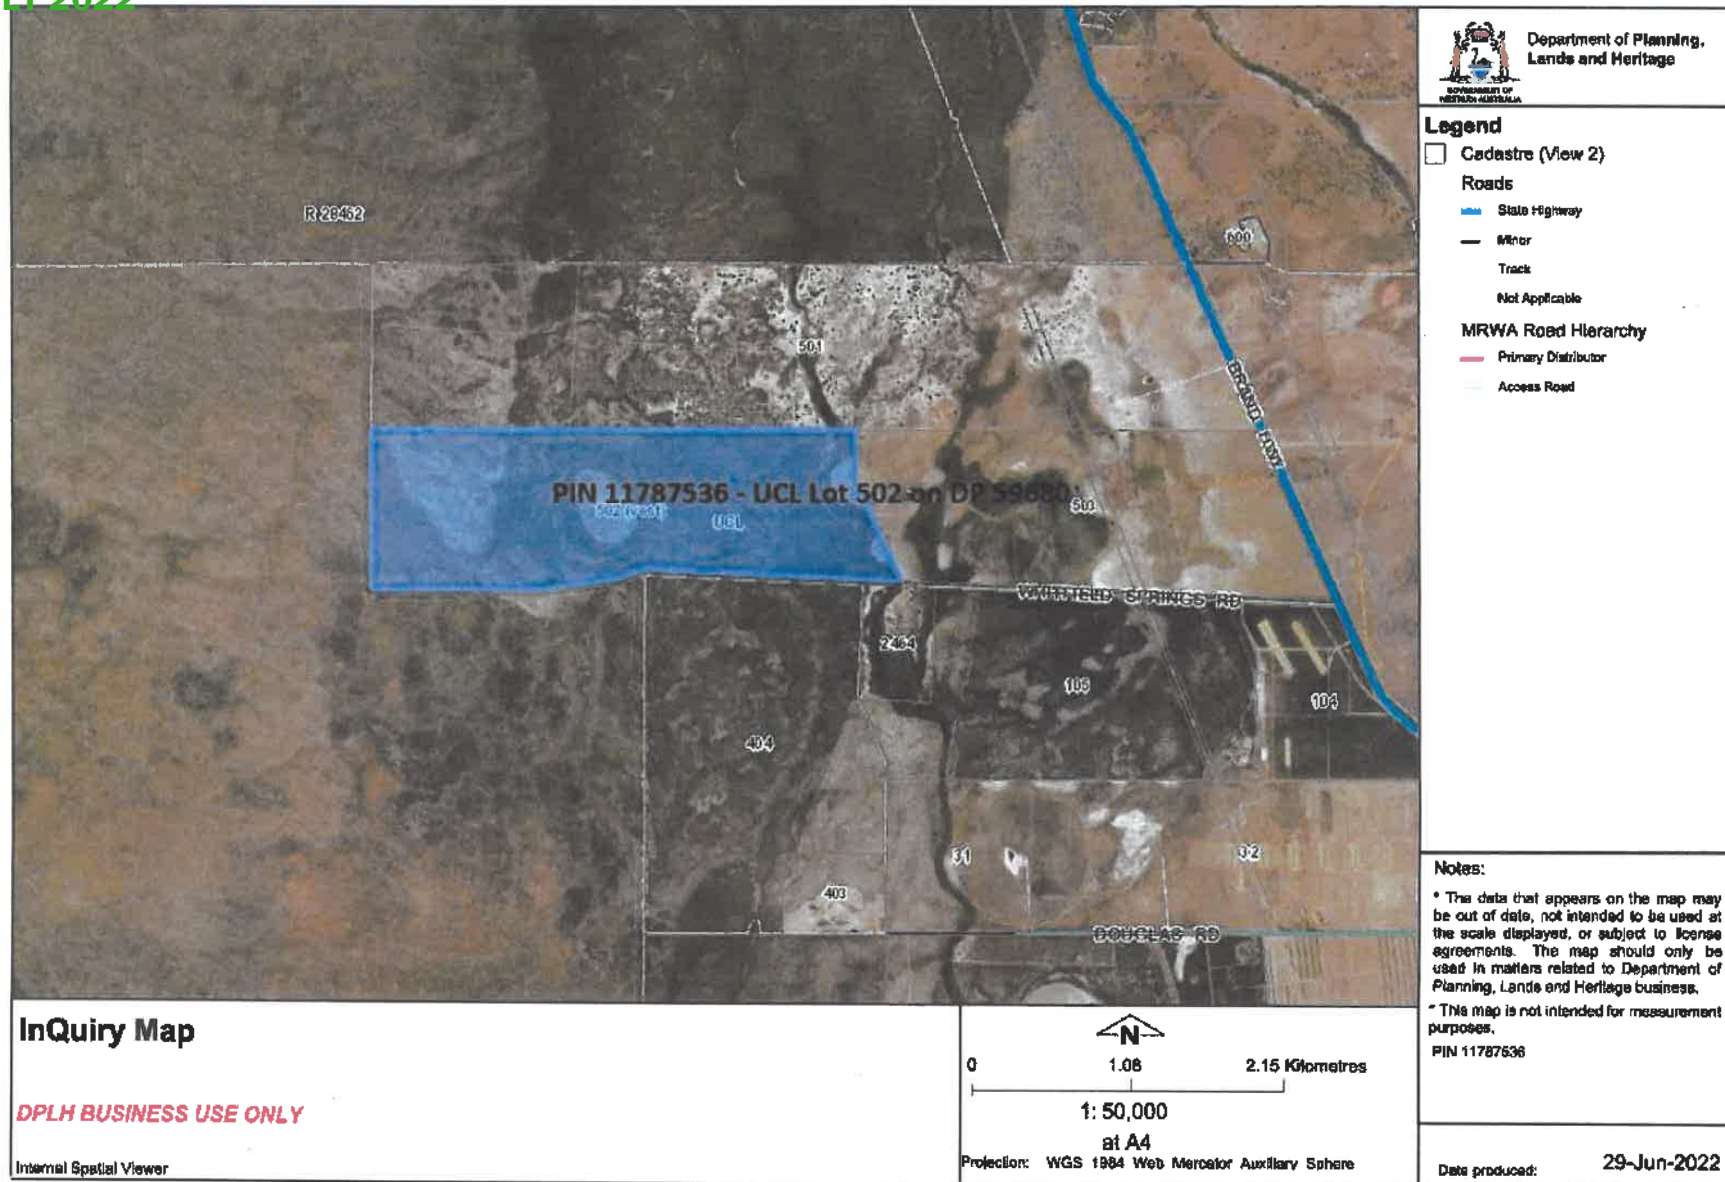 LY 2022
R 28452
600
501
BRAND HWY
PIN 11787536 - UCL Lot 502 on DP 59680
UCL
WHITFIELD SPRINGS RD
2464
105
104
404
31
32
403
DOUGLAS RD
Department of Planning,
Lands and Heritage
GOVERNMENT OF
WESTERN AUSTRALIA
Legend
Cadastre (View 2)
Roads
State Highway
Minor
Track
Not Applicable
MRWA Road Hierarchy
Primary Distributor
Access Road
Notes:
* The data that appears on the map may
be out of date, not intended to be used at
the scale displayed, or subject to license
agreements. The map should only be
used in matters related to Department of
Planning, Lands and Heritage business.
* This map is not intended for measurement
purposes.
PIN 11787536
InQuiry Map
DPLH BUSINESS USE ONLY
Internal Spatial Viewer
N
0 1.08 2.15 Kilometres
1: 50,000
at A4
Projection: WGS 1984 Web Mercator Auxiliary Sphere
Date produced: 29-Jun-2022